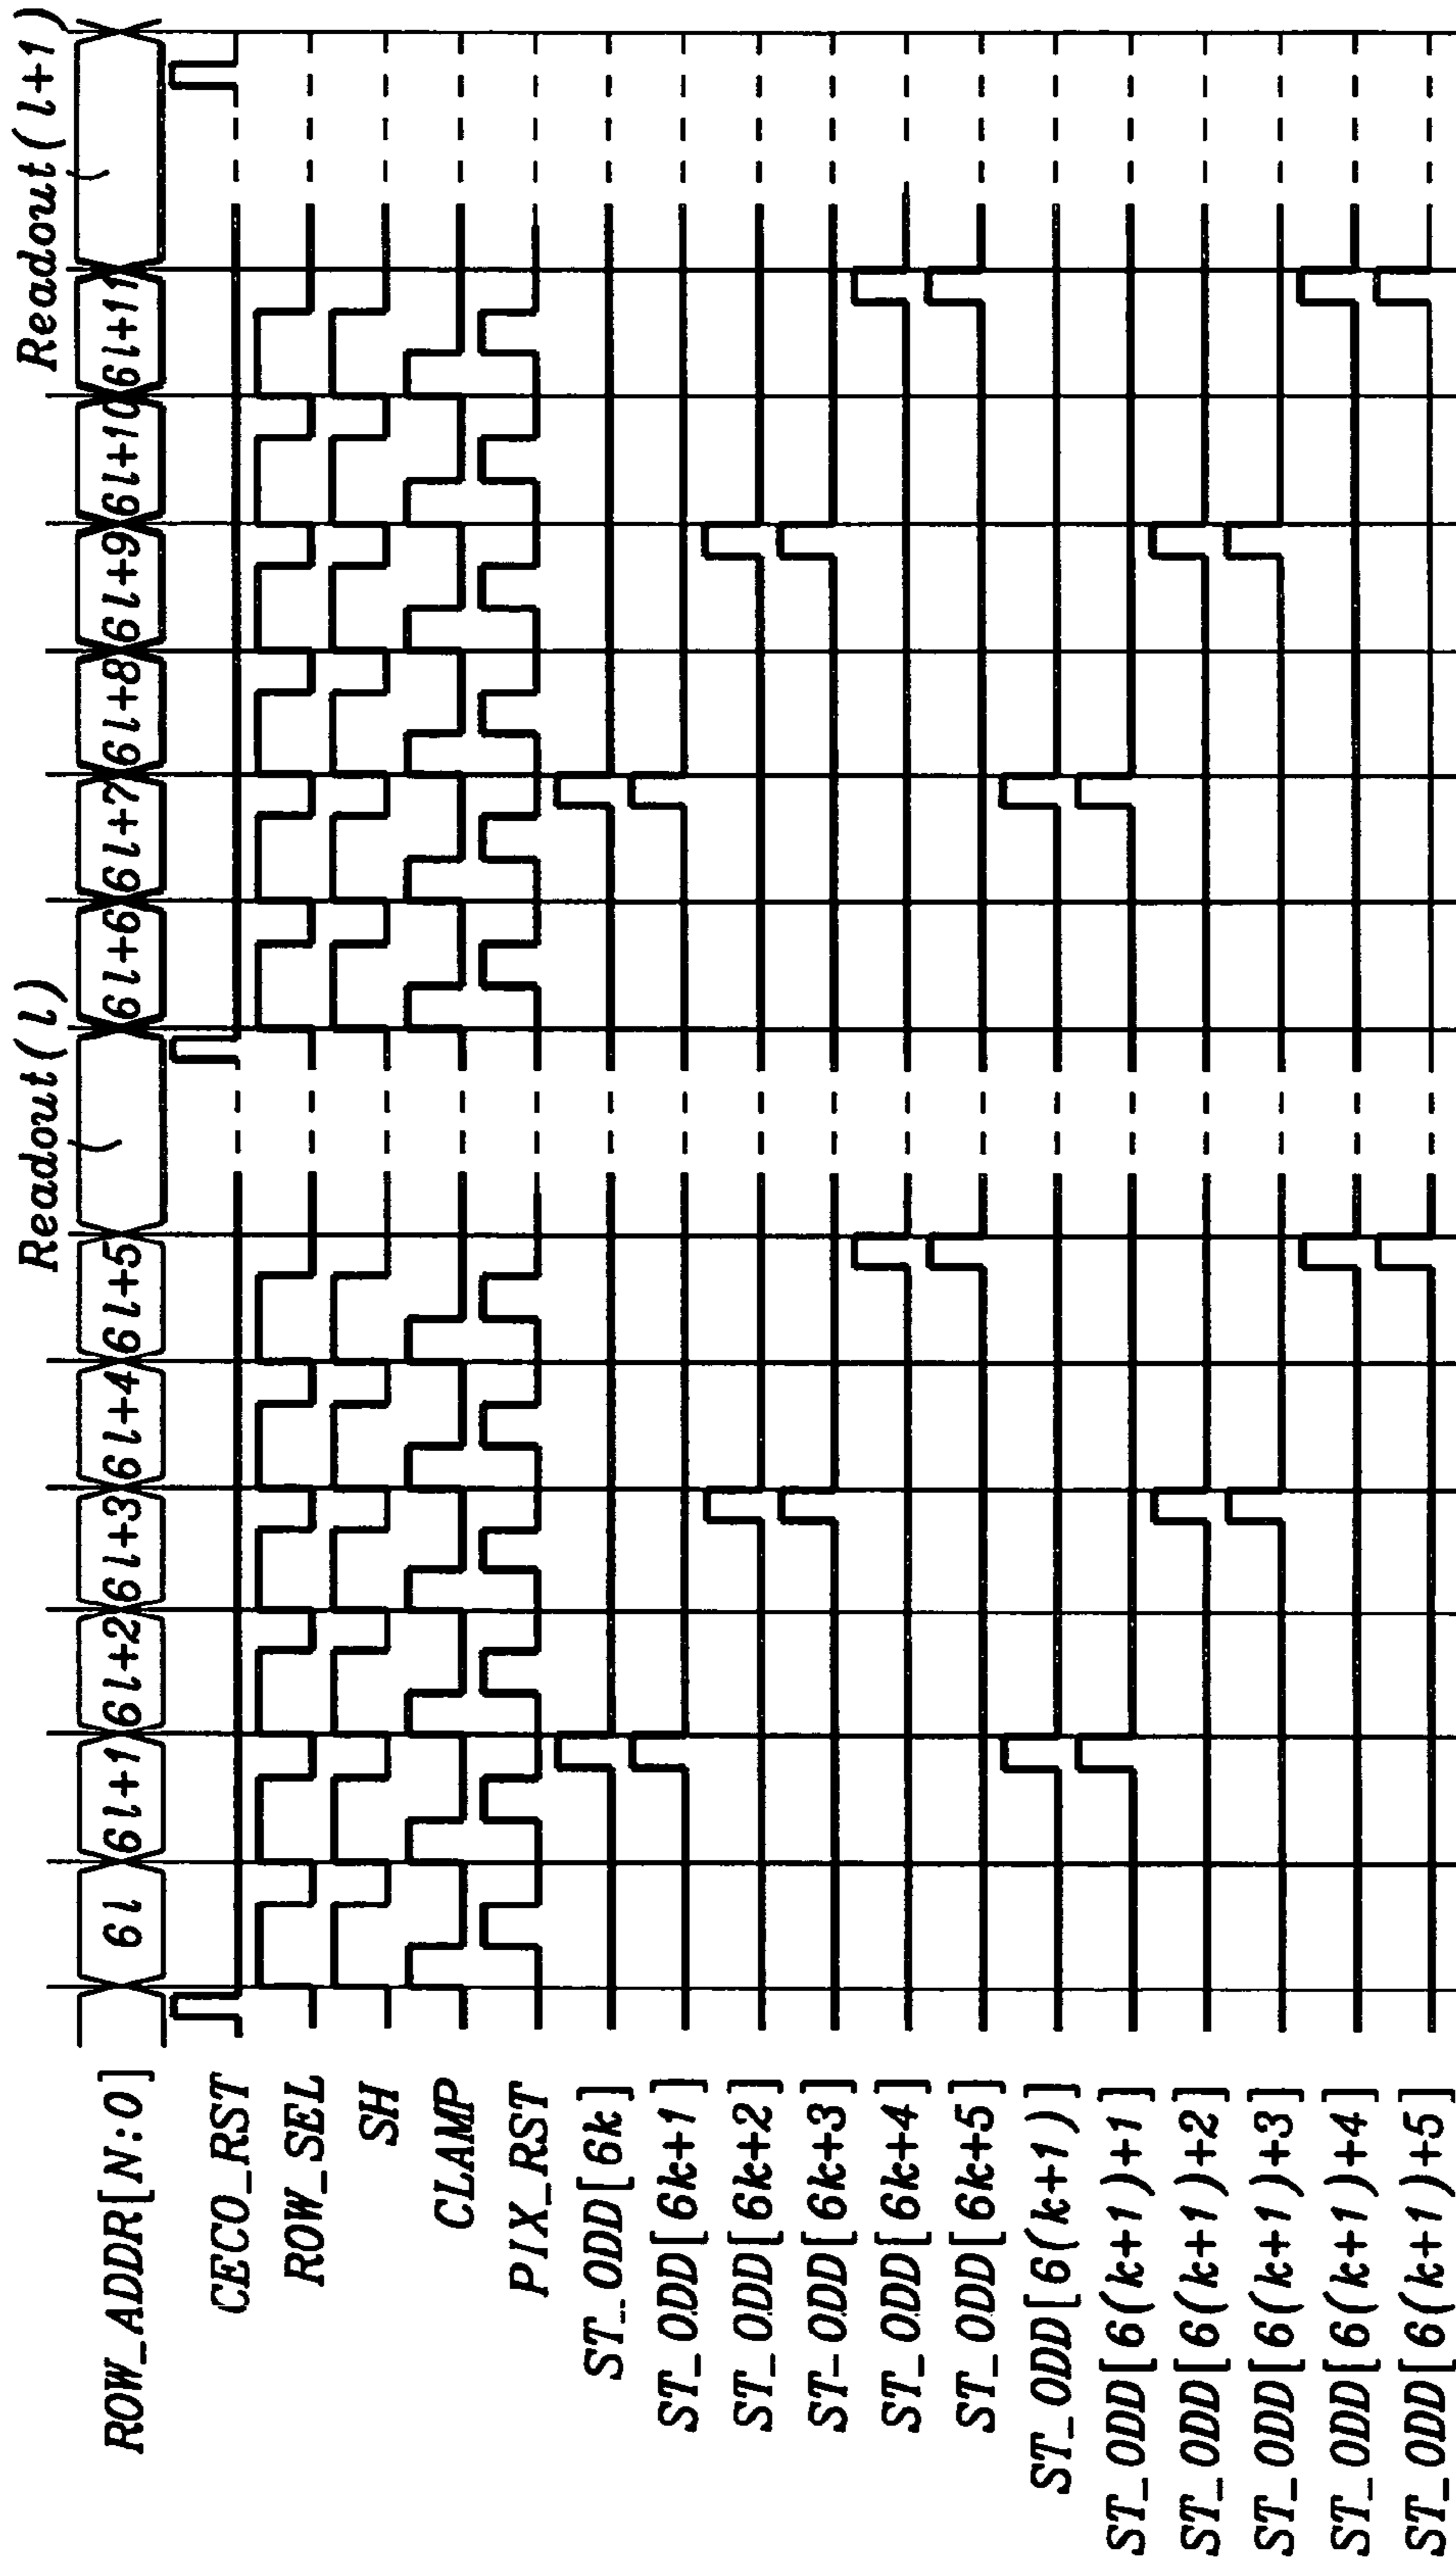 Readout(l)
Readout(l+1)
ROW_ADDR[N:0]
6l
6l+1
6l+2
6l+3
6l+4
6l+5
6l+6
6l+7
6l+8
6l+9
6l+10
6l+11
CECO_RST
ROW_SEL
SH
CLAMP
PIX_RST
ST_ODD[6k]
ST_ODD[6k+1]
ST_ODD[6k+2]
ST_ODD[6k+3]
ST_ODD[6k+4]
ST_ODD[6k+5]
ST_ODD[6(k+1)]
ST_ODD[6(k+1)+1]
ST_ODD[6(k+1)+2]
ST_ODD[6(k+1)+3]
ST_ODD[6(k+1)+4]
ST_ODD[6(k+1)+5]